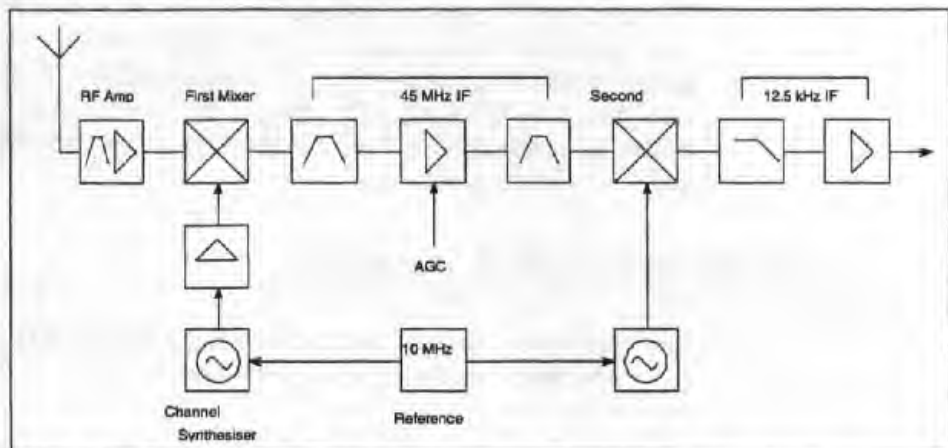 RF Amp
First Mixer
45 MHz IF
Second
12.5 kHz IF
AGC
10 MHz
Channel
Synthesiser
Reference